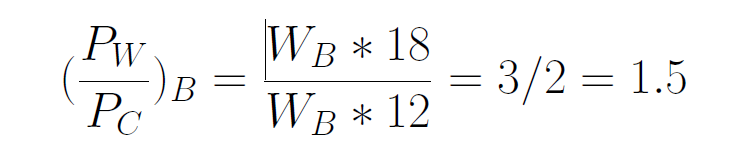 (P_W/P_C)_B = (W_B * 18)/(W_B * 12) = 3/2 = 1.5